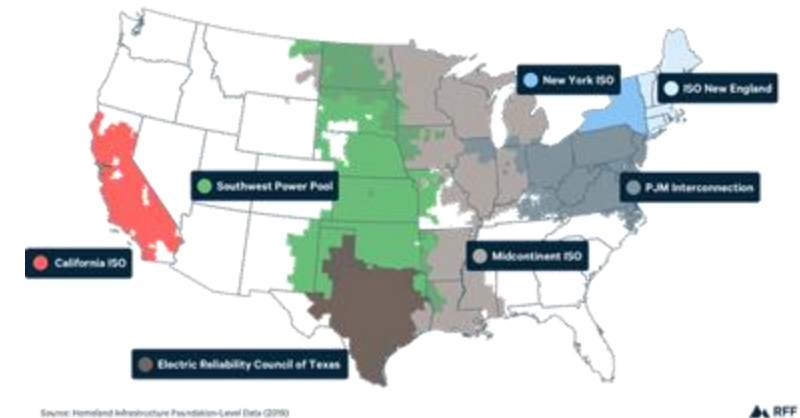 New York ISO
ISO New England
Southwest Power Pool
PJM Interconnection
California ISO
Midcontinent ISO
Electric Reliability Council of Texas
Source: Homeland Infrastructure Foundation-Level Data (2019)
RFF